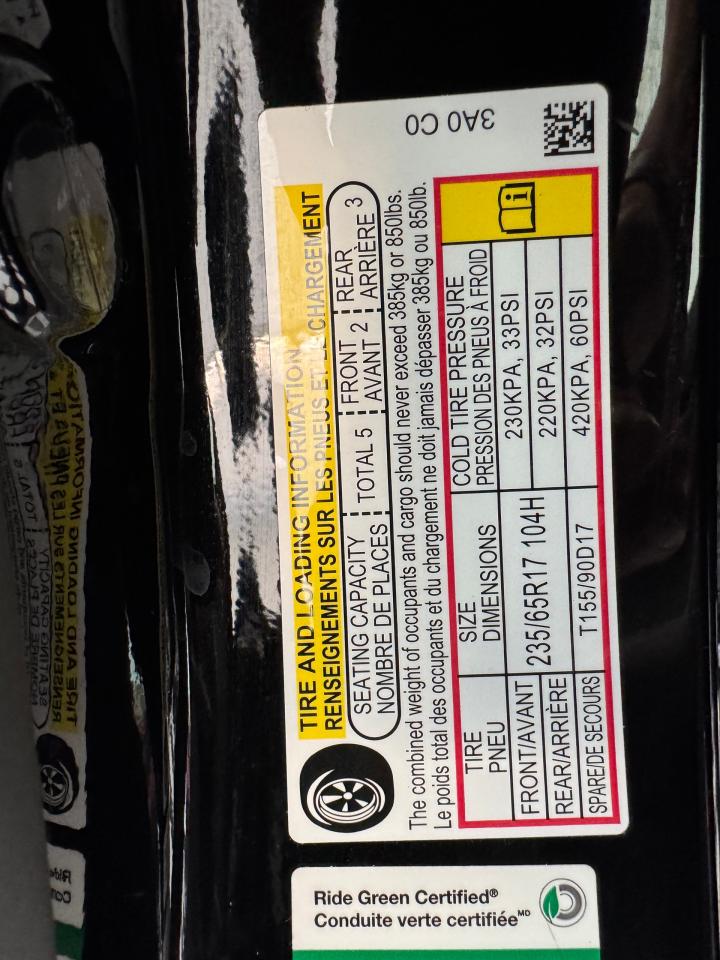 3A0 C0
TIRE AND LOADING INFORMATION
RENSEIGNEMENTS SUR LES PNEUS ET LE CHARGEMENT
SEATING CAPACITY TOTAL 5 FRONT 2 REAR 3
NOMBRE DE PLACES AVANT ARRIÈRE
The combined weight of occupants and cargo should never exceed 385kg or 850lbs.
Le poids total des occupants et du chargement ne doit jamais dépasser 385kg ou 850lb.
TIRE SIZE COLD TIRE PRESSURE
PNEU DIMENSIONS PRESSION DES PNEUS À FROID
FRONT/AVANT 235/65R17 104H 230KPA, 33PSI
REAR/ARRIÈRE 220KPA, 32PSI
SPARE/DE SECOURS T155/90D17 420KPA, 60PSI
Ride Green Certified®
Conduite verte certifiée MD